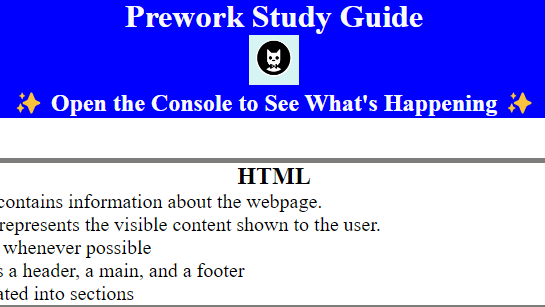 Prework Study Guide
✨ Open the Console to See What's Happening ✨
HTML
contains information about the webpage.
represents the visible content shown to the user.
whenever possible
a header, a main, and a footer
into sections